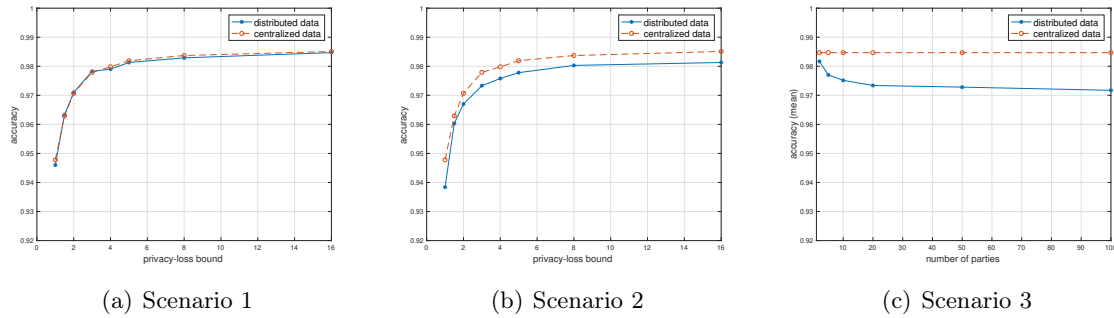 1
0.99
0.98
0.97
0.96
0.95
0.94
0.93
0.92
accuracy
distributed data
centralized data
0 2 4 6 8 10 12 14 16
privacy-loss bound
(a) Scenario 1
1
0.99
0.98
0.97
0.96
0.95
0.94
0.93
0.92
accuracy
distributed data
centralized data
0 2 4 6 8 10 12 14 16
privacy-loss bound
(b) Scenario 2
1
0.99
0.98
0.97
0.96
0.95
0.94
0.93
0.92
accuracy (mean)
distributed data
centralized data
10 20 30 40 50 60 70 80 90 100
number of parties
(c) Scenario 3